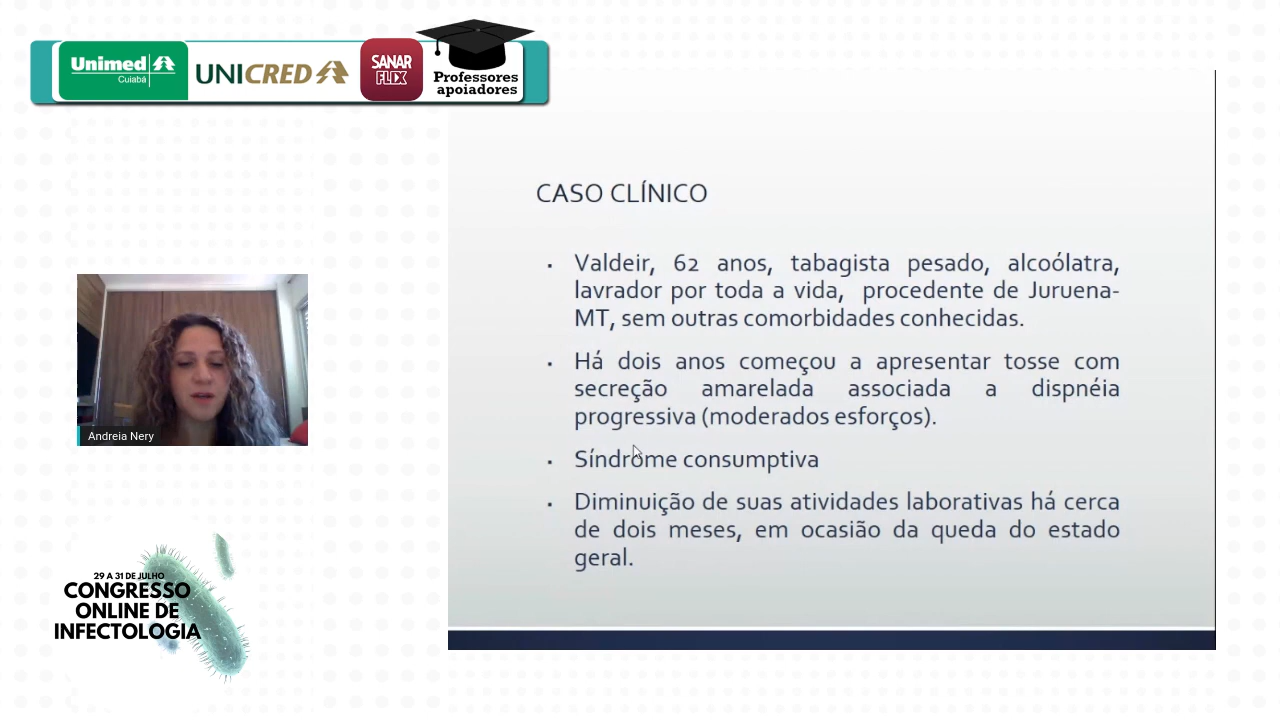 Unimed
Cuiabá
UNICRED
SANAR
FLIX
Professores
apoiadores
CASO CLÍNICO
Valdeir, 62 anos, tabagista pesado, alcoólatra,
lavrador por toda a vida, procedente de Juruena-
MT, sem outras comorbidades conhecidas.
Há dois anos começou a apresentar tosse com
secreção amarelada associada a dispnéia
progressiva (moderados esforços).
Síndrome consumptiva
Diminuição de suas atividades laborativas há cerca
de dois meses, em ocasião da queda do estado
geral.
Andreia Nery
29 A 31 DE JULHO
CONGRESSO
ONLINE DE
INFECTOLOGIA